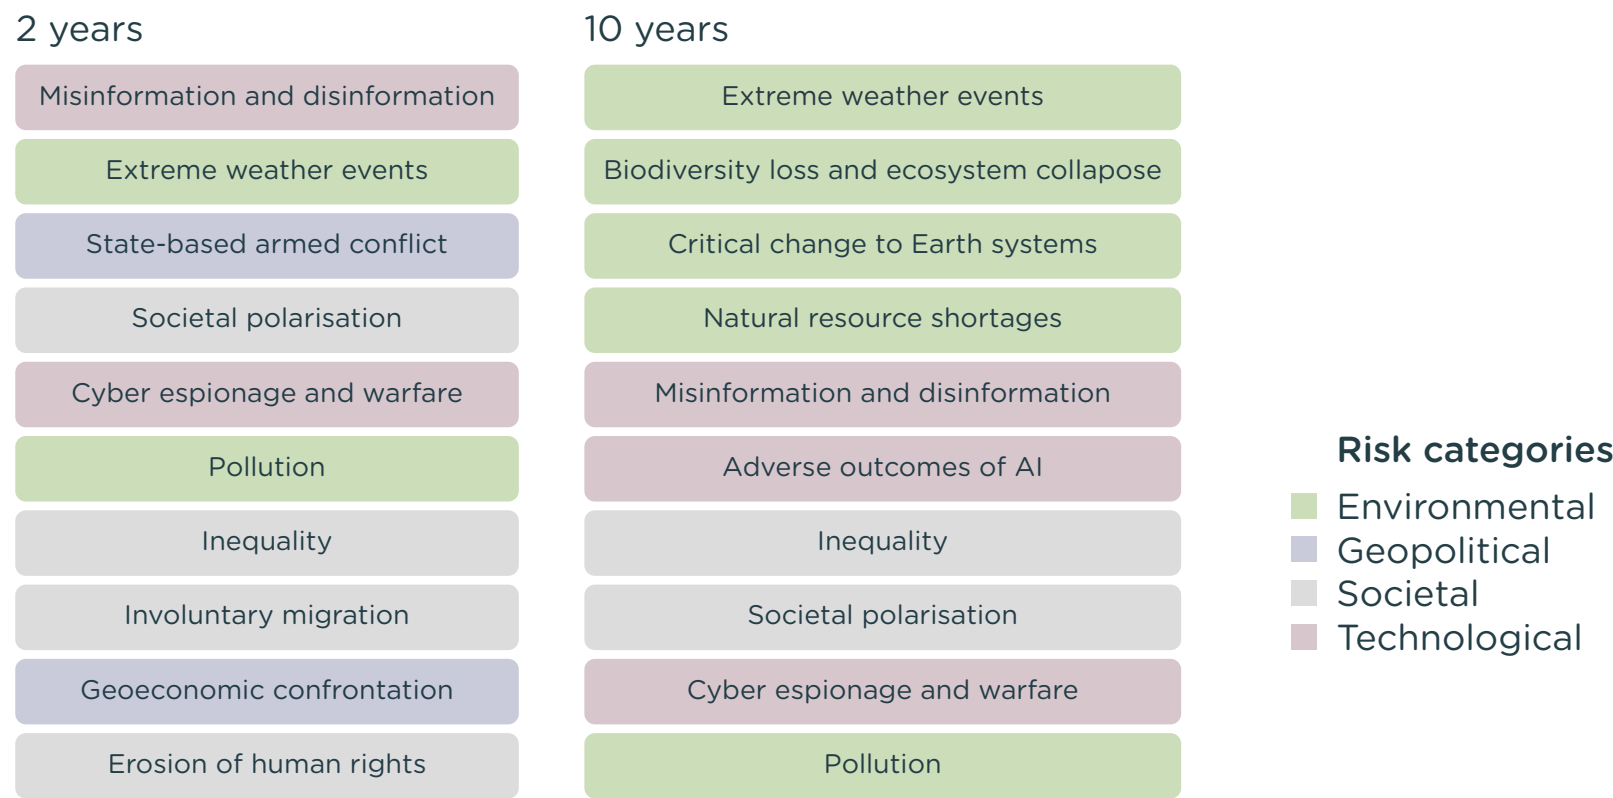 2 years
Misinformation and disinformation
Extreme weather events
State-based armed conflict
Societal polarisation
Cyber espionage and warfare
Pollution
Inequality
Involuntary migration
Geoeconomic confrontation
Erosion of human rights
10 years
Extreme weather events
Biodiversity loss and ecosystem collapose
Critical change to Earth systems
Natural resource shortages
Misinformation and disinformation
Adverse outcomes of AI
Inequality
Societal polarisation
Cyber espionage and warfare
Pollution
Risk categories
Environmental
Geopolitical
Societal
Technological